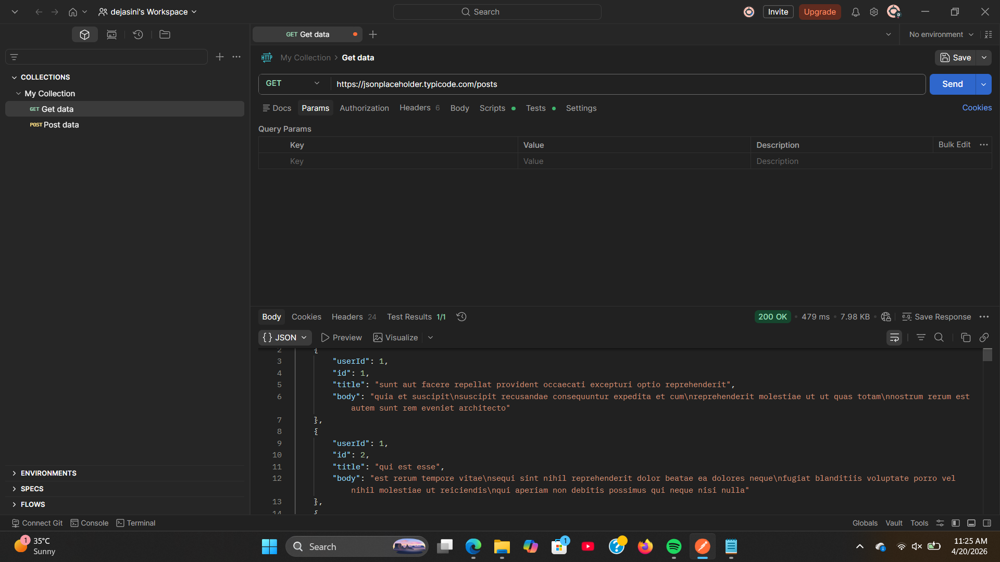 dejasini's Workspace
Search
Invite
Upgrade
GET Get data
No environment
HTTP My Collection > Get data
Save
COLLECTIONS
My Collection
GET Get data
POST Post data
GET https://jsonplaceholder.typicode.com/posts
Send
Docs Params Authorization Headers 6 Body Scripts Tests Settings
Cookies
Query Params
Key Value Description Bulk Edit
Key Value Description
Body Cookies Headers 24 Test Results 1/1
200 OK • 479 ms • 7.98 KB • e.g. Save Response
{} JSON Preview Visualize
2 {
3 "userId": 1,
4 "id": 1,
5 "title": "sunt aut facere repellat provident occaecati excepturi optio reprehenderit",
6 "body": "quia et suscipit\nsuscipit recusandae consequuntur expedita et cum\nreprehenderit molestiae ut ut quas totam\nnostrum rerum est
autem sunt rem eveniet architecto"
7 },
8 {
9 "userId": 1,
10 "id": 2,
11 "title": "qui est esse",
12 "body": "est rerum tempore vitae\nsequi sint nihil reprehenderit dolor beatae ea dolores neque\nfugiat blanditiis voluptate porro vel
nihil molestiae ut reiciendis\nqui aperiam non debitis possimus qui neque nisi nulla"
13 },
14 {
ENVIRONMENTS
SPECS
FLOWS
Connect Git Console Terminal
Globals Vault Tools
1
35°C
Sunny
Search
1
11:25 AM
4/20/2026